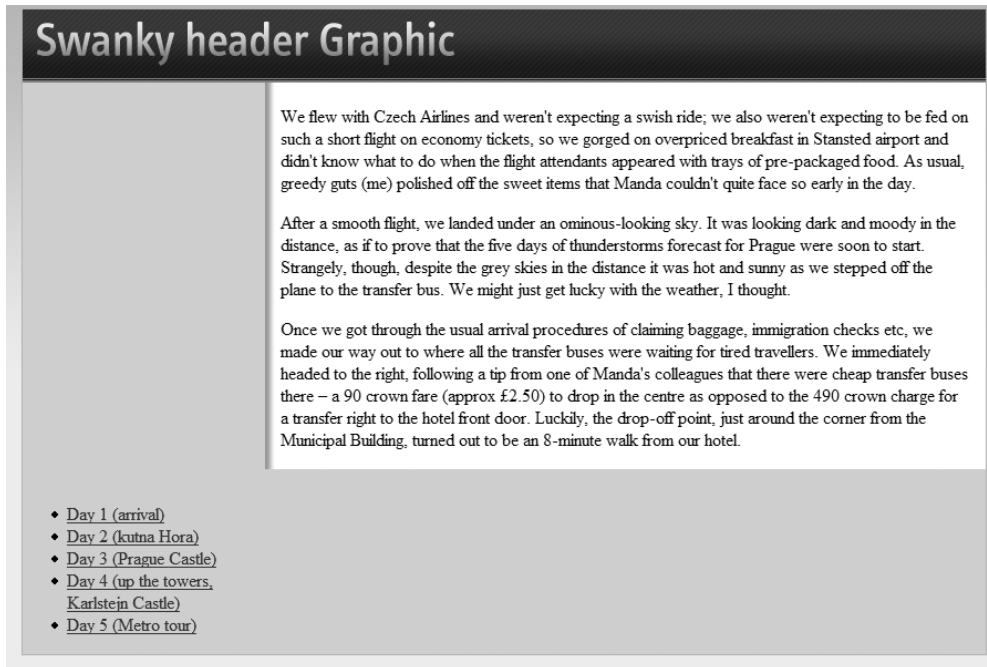 Swanky header Graphic
We flew with Czech Airlines and weren't expecting a swish ride; we also weren't expecting to be fed on
such a short flight on economy tickets, so we gorged on overpriced breakfast in Stansted airport and
didn't know what to do when the flight attendants appeared with trays of pre-packaged food. As usual,
greedy guts (me) polished off the sweet items that Manda couldn't quite face so early in the day.
After a smooth flight, we landed under an ominous-looking sky. It was looking dark and moody in the
distance, as if to prove that the five days of thunderstorms forecast for Prague were soon to start.
Strangely, though, despite the grey skies in the distance it was hot and sunny as we stepped off the
plane to the transfer bus. We might just get lucky with the weather, I thought.
Once we got through the usual arrival procedures of claiming baggage, immigration checks etc, we
made our way out to where all the transfer buses were waiting for tired travellers. We immediately
headed to the right, following a tip from one of Manda's colleagues that there were cheap transfer buses
there – a 90 crown fare (approx £2.50) to drop in the centre as opposed to the 490 crown charge for
a transfer right to the hotel front door. Luckily, the drop-off point, just around the corner from the
Municipal Building, turned out to be an 8-minute walk from our hotel.
Day 1 (arrival)
Day 2 (kutna Hora)
Day 3 (Prague Castle)
Day 4 (up the towers,
Karlstejn Castle)
Day 5 (Metro tour)